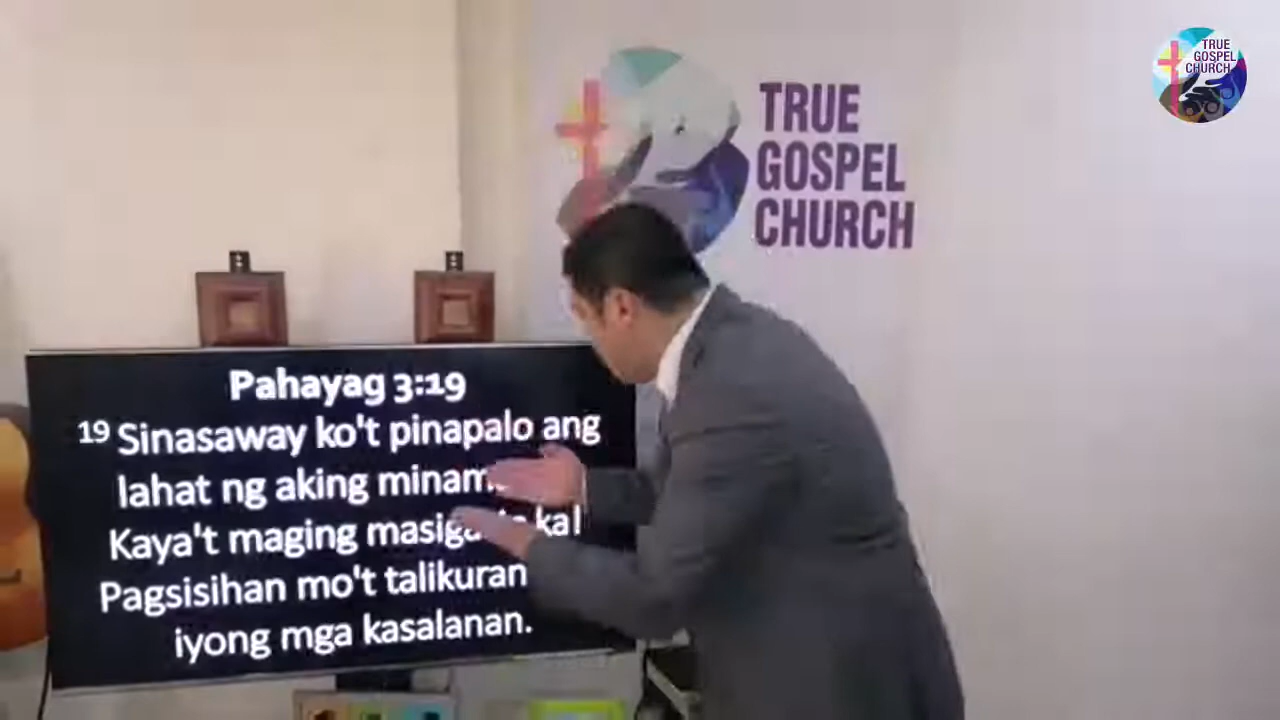 TRUE
GOSPEL
CHURCH
TRUE
GOSPEL
CHURCH
Pahayag 3:19
19 Sinasaway ko't pinapalo ang
lahat ng aking
Kaya't maging ka!
Pagsisihan mo't talikuran
iyong mga kasalanan.